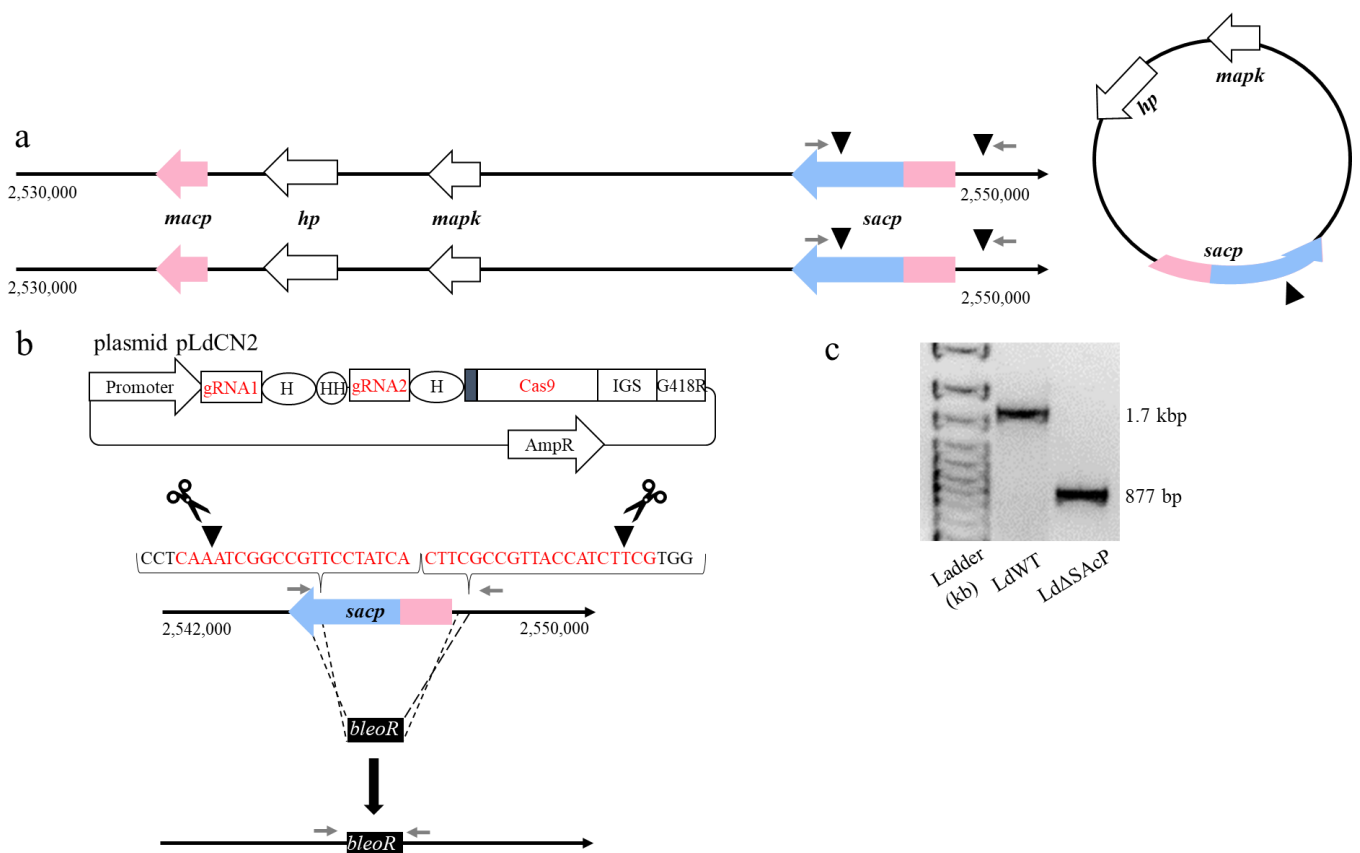 a
2,530,000
macp
hp
mapk
sacp
2,550,000
2,530,000
2,550,000
mapk
hp
sacp
b
plasmid pLdCN2
Promoter
gRNA1
H
HH
gRNA2
H
Cas9
IGS
G418R
AmpR
CCTCAAATCGGCCGTTCCTATCA
CTTCGCCGTTACCATCTTCGTGG
sacp
2,542,000
2,550,000
bleoR
bleoR
c
1.7 kbp
877 bp
Ladder
(kb)
LdWT
LdΔSAcP